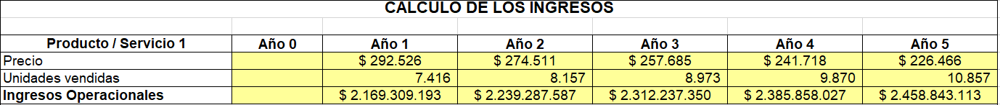 CALCULO DE LOS INGRESOS
Producto / Servicio 1 Año 0 Año 1 Año 2 Año 3 Año 4 Año 5
Precio $ 292.526 $ 274.511 $ 257.685 $ 241.718 $ 226.466
Unidades vendidas 7.416 8.157 8.973 9.870 10.857
Ingresos Operacionales $ 2.169.309.193 $ 2.239.287.587 $ 2.312.237.350 $ 2.385.858.027 $ 2.458.843.113